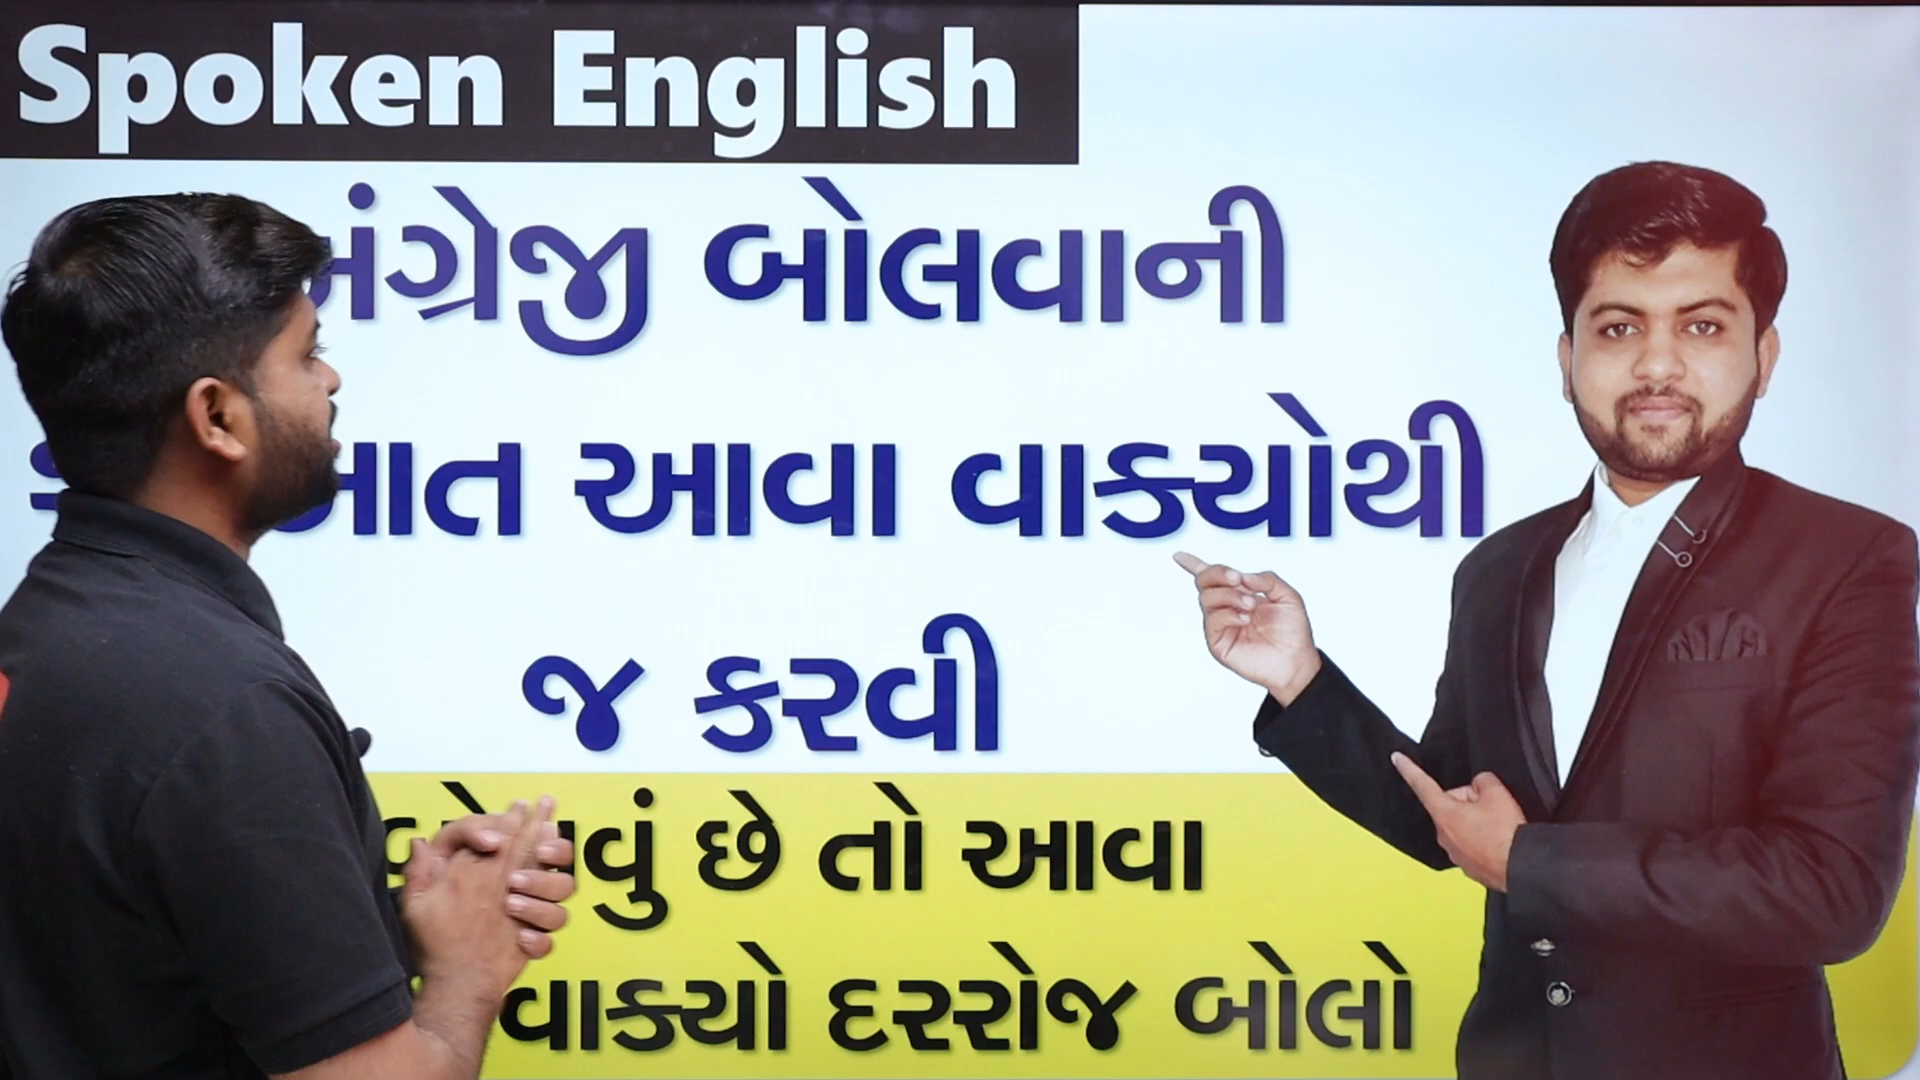 Spoken English
બોલવાની
આવા વાક્યોથી
જ કરવી
છે તો આવા
વાક્યો દરરોજ બોલો